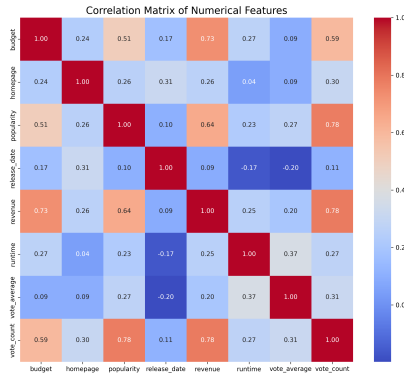 Correlation Matrix of Numerical Features
budget 1.00 0.24 0.51 0.17 0.73 0.27 0.09 0.59
homepage 0.24 1.00 0.26 0.31 0.26 0.04 0.09 0.30
popularity 0.51 0.26 1.00 0.10 0.64 0.23 0.27 0.78
release_date 0.17 0.31 0.10 1.00 0.09 -0.17 -0.20 0.11
revenue 0.73 0.26 0.64 0.09 1.00 0.25 0.20 0.78
runtime 0.27 0.04 0.23 -0.17 0.25 1.00 0.37 0.27
vote_average 0.09 0.09 0.27 -0.20 0.20 0.37 1.00 0.31
vote_count 0.59 0.30 0.78 0.11 0.78 0.27 0.31 1.00
budget homepage popularity release_date revenue runtime vote_average vote_count
0.8
0.6
0.4
0.2